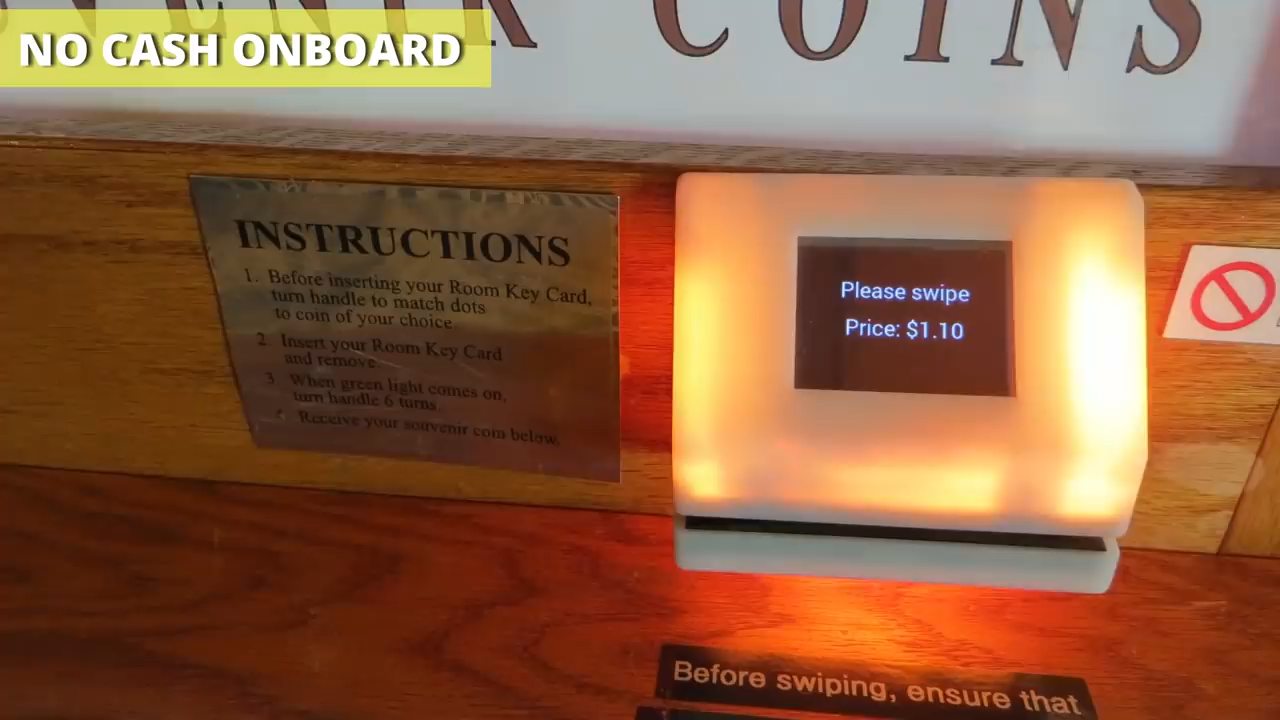 NO CASH ONBOARD
COINS
INSTRUCTIONS
1. Before inserting your Room Key Card,
turn handle to match dots
to coin of your choice
2. Insert your Room Key Card
and remove.
3. When green light comes on,
turn handle 6 turns.
Receive your souvenir coin below.
Please swipe
Price: $1.10
Before swiping, ensure that